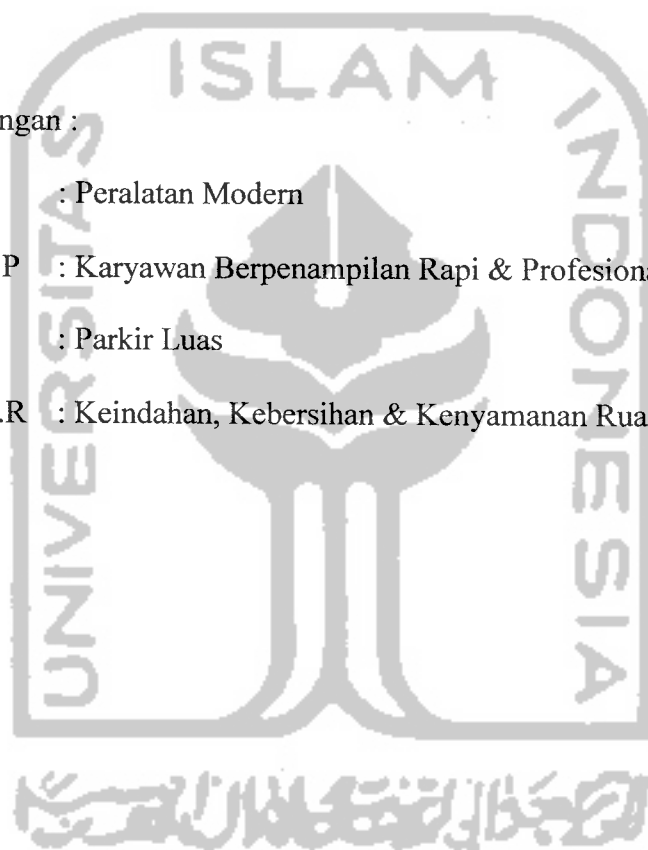 ISLAM
UNIVERSITAS
INDONESIA
ngan :
: Peralatan Modern
P : Karyawan Berpenampilan Rapi & Profesiona
: Parkir Luas
.R : Keindahan, Kebersihan & Kenyamanan Rua